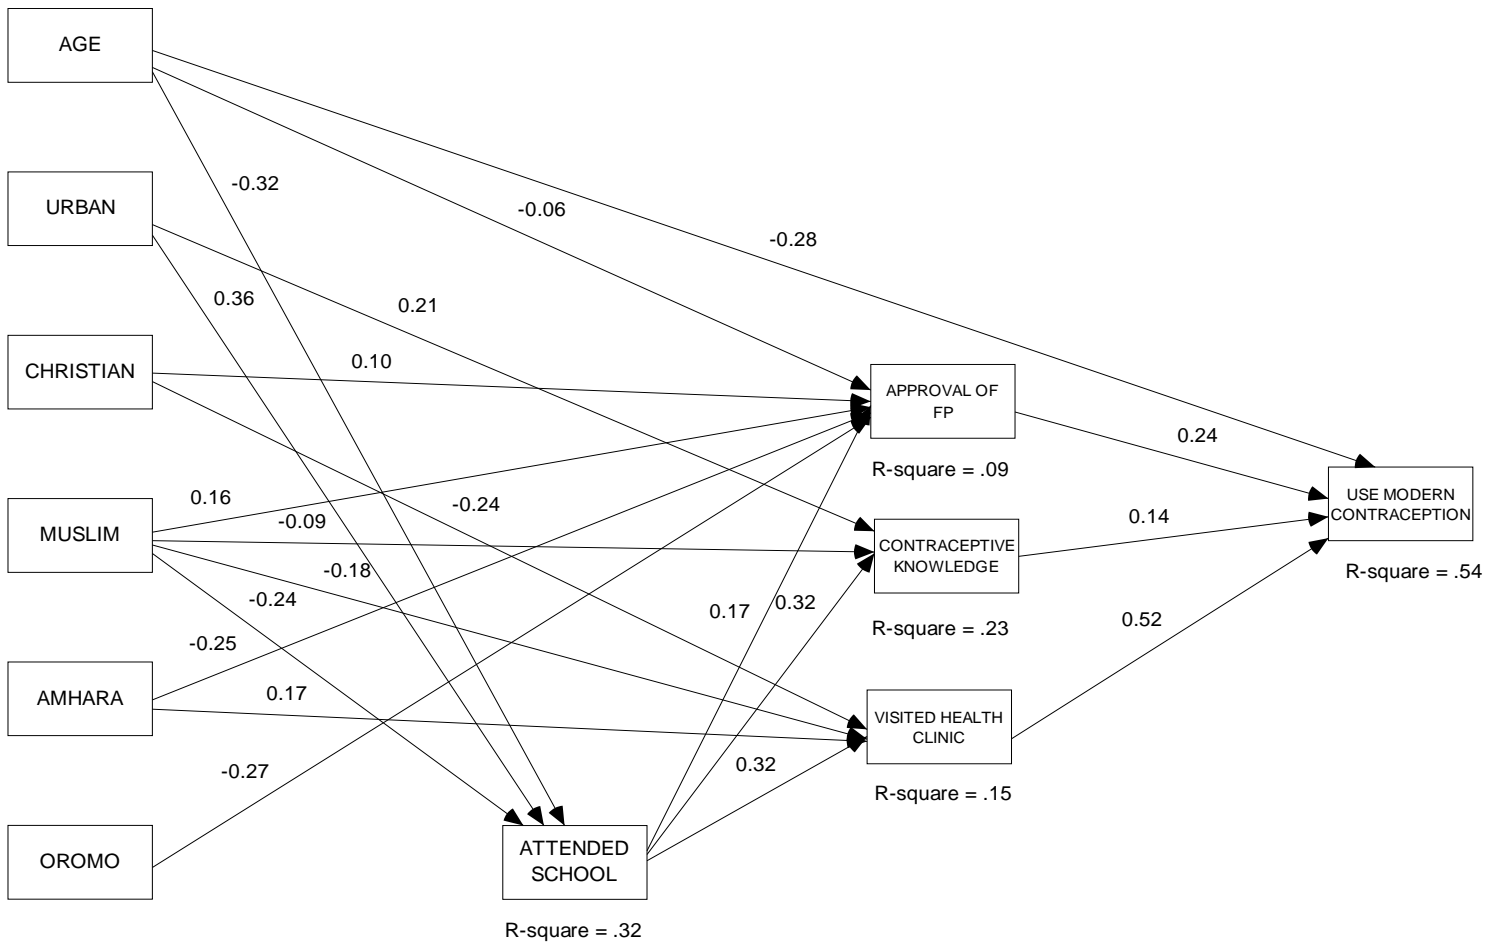 AGE
-0.32
-0.06
URBAN
-0.28
0.36
0.21
CHRISTIAN
0.10
APPROVAL OF
FP
0.24
R-square = .09
0.16
-0.24
USE MODERN
CONTRACEPTION
MUSLIM
-0.09
0.14
CONTRACEPTIVE
KNOWLEDGE
-0.18
R-square = .54
-0.24
0.17
0.32
0.52
R-square = .23
-0.25
AMHARA
0.17
VISITED HEALTH
CLINIC
0.32
-0.27
R-square = .15
OROMO
ATTENDED
SCHOOL
R-square = .32